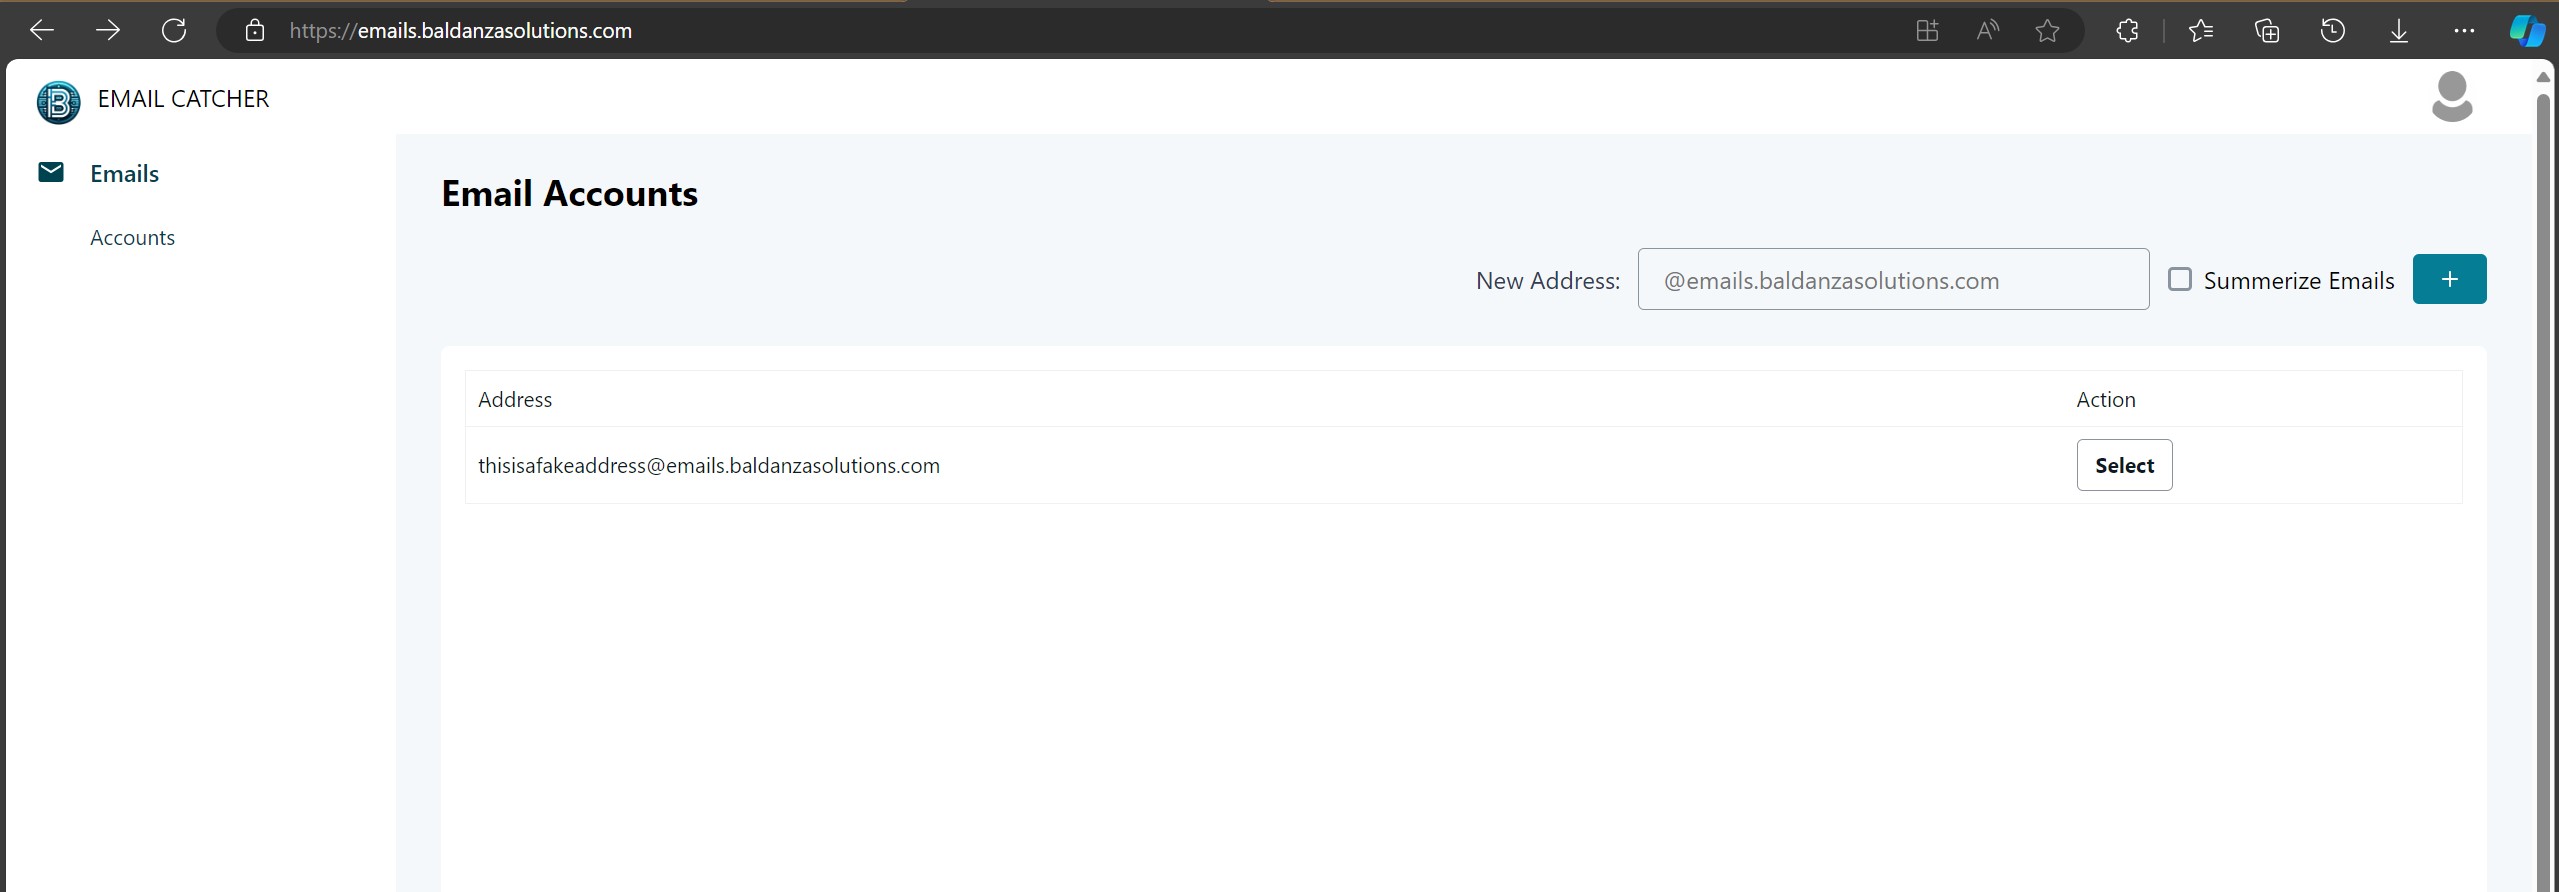 https://emails.baldanzasolutions.com
B EMAIL CATCHER
Emails
Accounts
Email Accounts
New Address: @emails.baldanzasolutions.com Summerize Emails +
Address Action
thisisafakeaddress@emails.baldanzasolutions.com Select